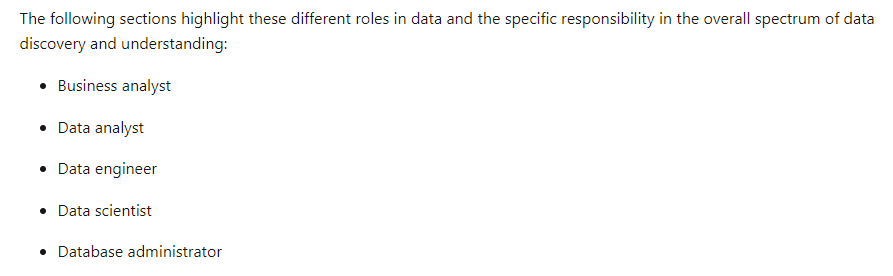 The following sections highlight these different roles in data and the specific responsibility in the overall spectrum of data
discovery and understanding:
• Business analyst
• Data analyst
• Data engineer
• Data scientist
• Database administrator